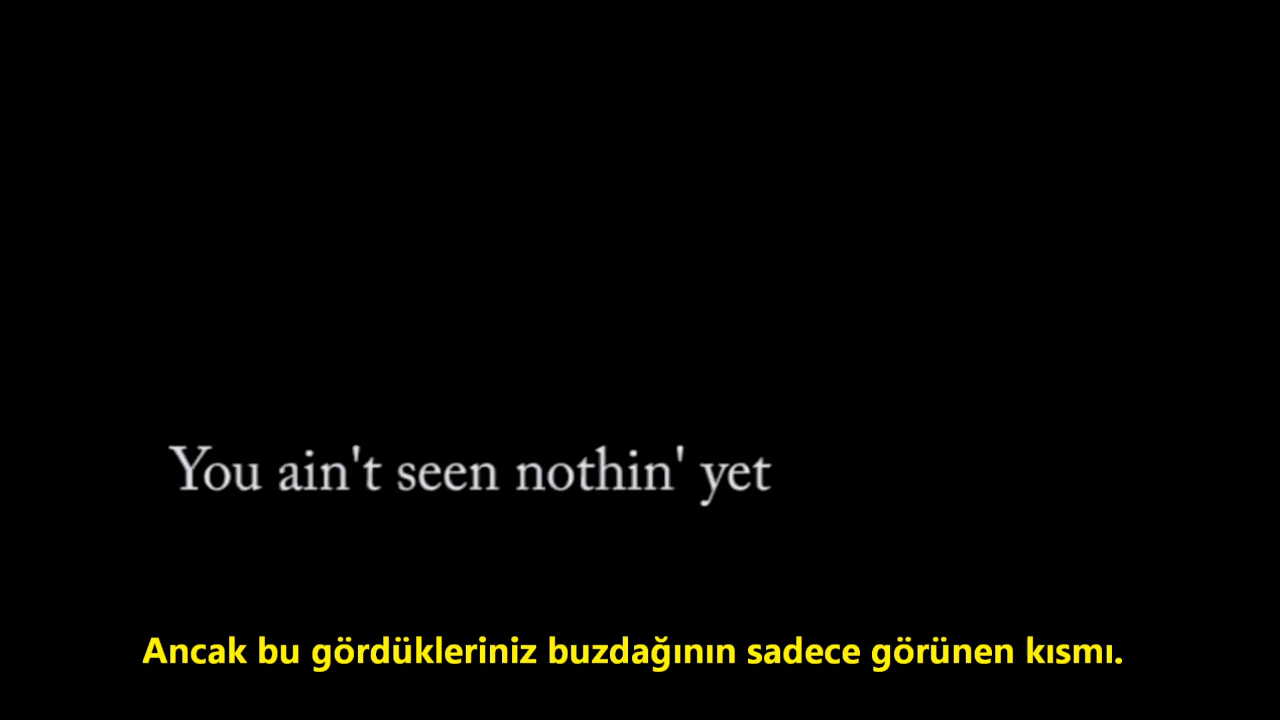 You ain't seen nothin' yet
Ancak bu gördükleriniz buzdağının sadece görünen kısmı.